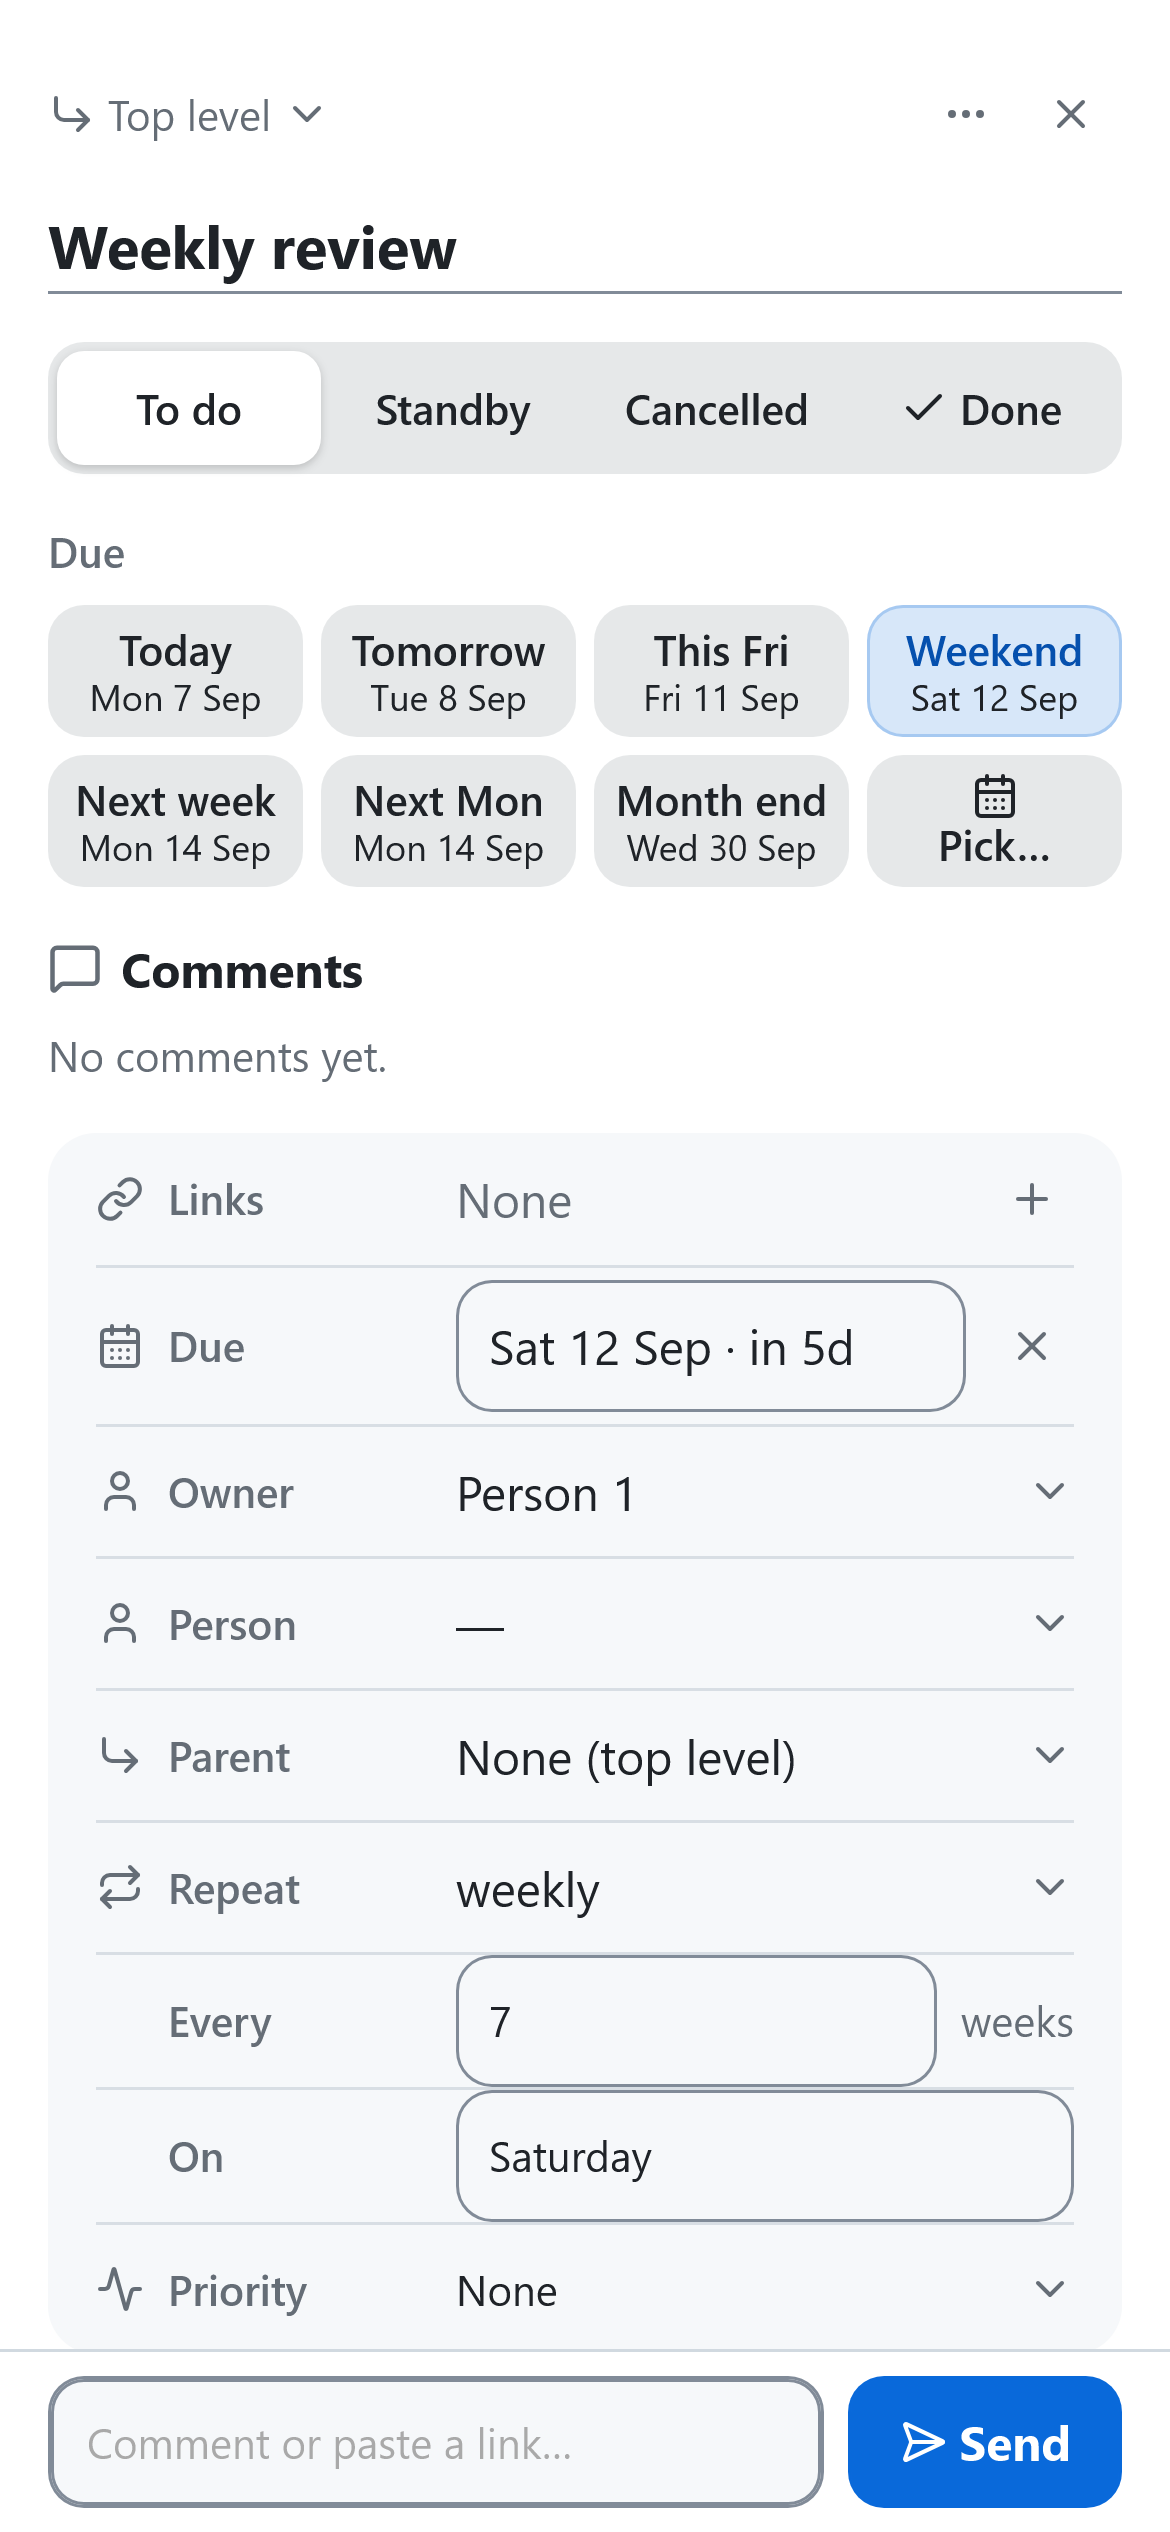 Top level
Weekly review
To do Standby Cancelled Done
Due
Today Tomorrow This Fri Weekend
Mon 7 Sep Tue 8 Sep Fri 11 Sep Sat 12 Sep
Next week Next Mon Month end
Mon 14 Sep Mon 14 Sep Wed 30 Sep Pick...
Comments
No comments yet.
Links None
Due Sat 12 Sep · in 5d
Owner Person 1
Person —
Parent None (top level)
Repeat weekly
Every 7 weeks
On Saturday
Priority None
Comment or paste a link... Send